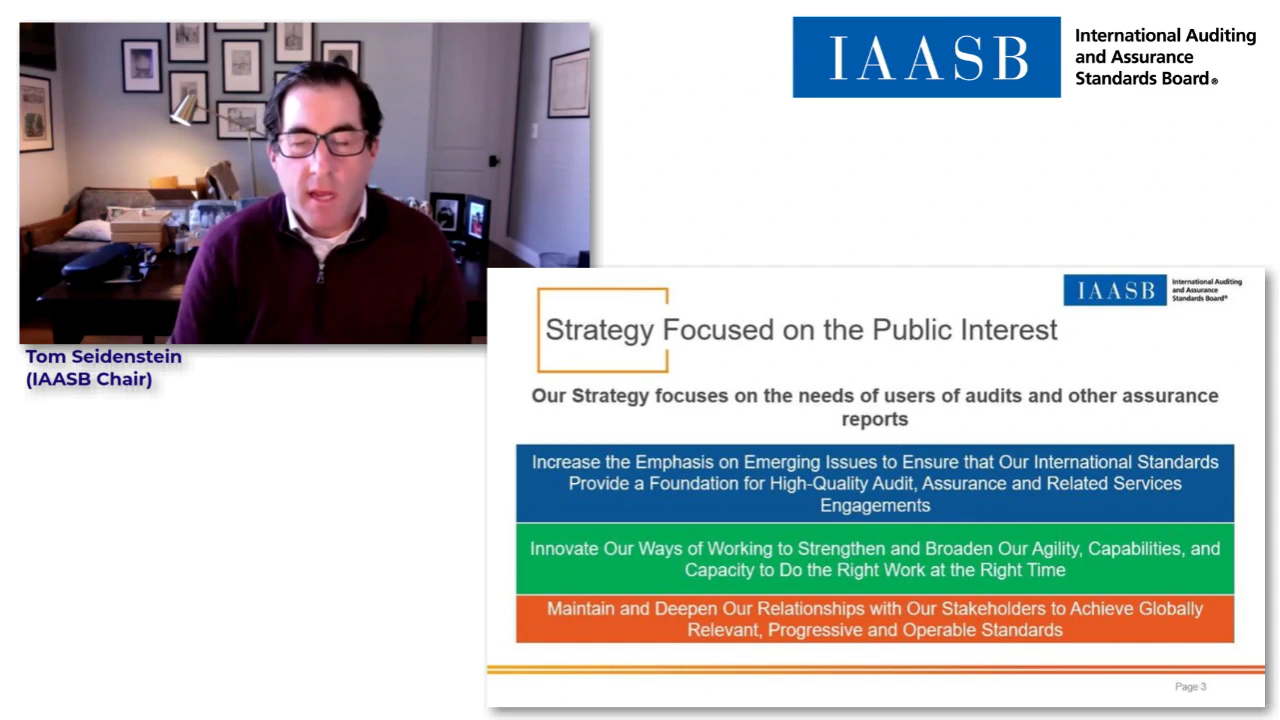 IAASB
International Auditing
and Assurance
Standards Board®
Tom Seidenstein
(IAASB Chair)
IAASB
International Auditing
and Assurance
Standards Board®
Strategy Focused on the Public Interest
Our Strategy focuses on the needs of users of audits and other assurance
reports
Increase the Emphasis on Emerging Issues to Ensure that Our International Standards
Provide a Foundation for High-Quality Audit, Assurance and Related Services
Engagements
Innovate Our Ways of Working to Strengthen and Broaden Our Agility, Capabilities, and
Capacity to Do the Right Work at the Right Time
Maintain and Deepen Our Relationships with Our Stakeholders to Achieve Globally
Relevant, Progressive and Operable Standards
Page 3